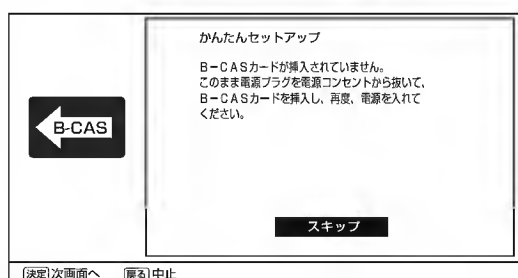 かんたんセットアップ
B－CASカードが挿入されていません。
このまま電源プラグを電源コンセントから抜いて、
B－CASカードを挿入し、再度、電源を入れて
ください。
B-CAS
スキップ
決定 次画面へ 戻る 中止